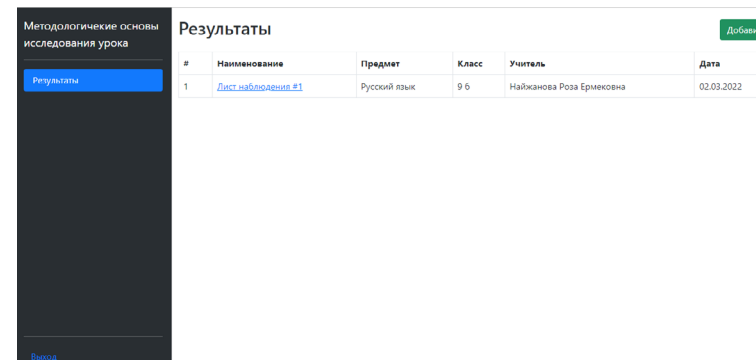 Методологичекие основы
исследования урока
Результаты
Выход
Результаты
# Наименование Предмет Класс Учитель Дата
1 Лист наблюдения #1 Русский язык 9 б Найжанова Роза Ермековна 02.03.2022